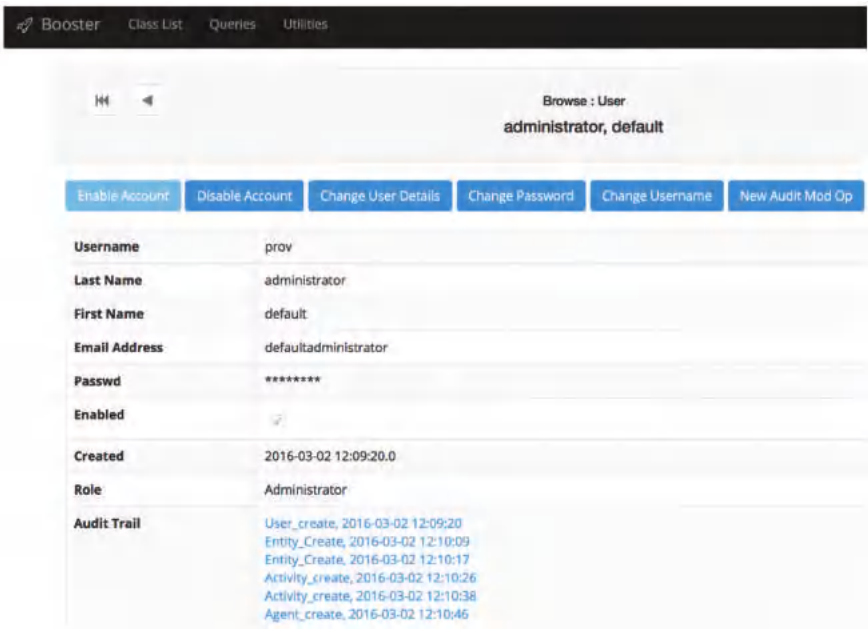 Booster Class List Queries Utilities
Browse : User
administrator, default
Enable Account Disable Account Change User Details Change Password Change Username New Audit Mod Op
Username prov
Last Name administrator
First Name default
Email Address defaultadministrator
Passwd ********
Enabled
Created 2016-03-02 12:09:20.0
Role Administrator
Audit Trail User_create, 2016-03-02 12:09:20
Entity_Create, 2016-03-02 12:10:09
Entity_Create, 2016-03-02 12:10:17
Activity_create, 2016-03-02 12:10:26
Activity_create, 2016-03-02 12:10:38
Agent_create, 2016-03-02 12:10:46